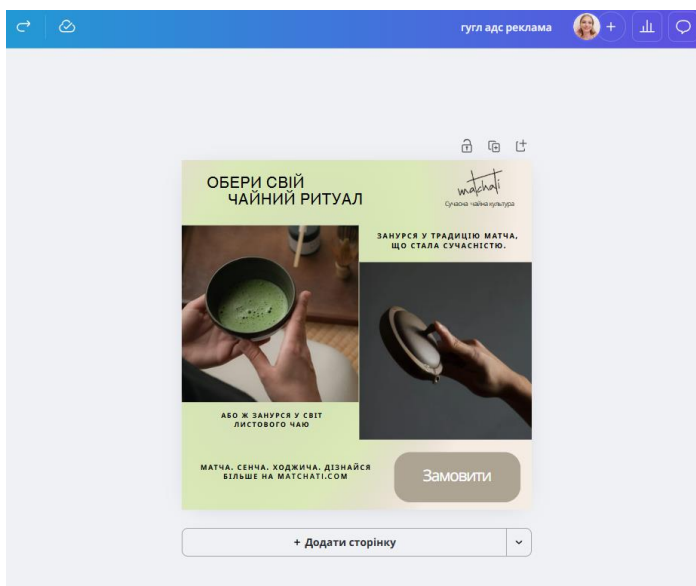 гугл адс реклама
ОБЕРИ СВІЙ
ЧАЙНИЙ РИТУАЛ
matchati
Сучасна чайна культура
ЗАНУРСЯ У ТРАДИЦІЮ МАТЧА,
ЩО СТАЛА СУЧАСНІСТЮ.
АБО Ж ЗАНУРСЯ У СВІТ
ЛИСТОВОГО ЧАЮ
МАТЧА. СЕНЧА. ХОДЖИЧА. ДІЗНАЙСЯ
БІЛЬШЕ НА MATCHATI.COM
Замовити
+ Додати сторінку